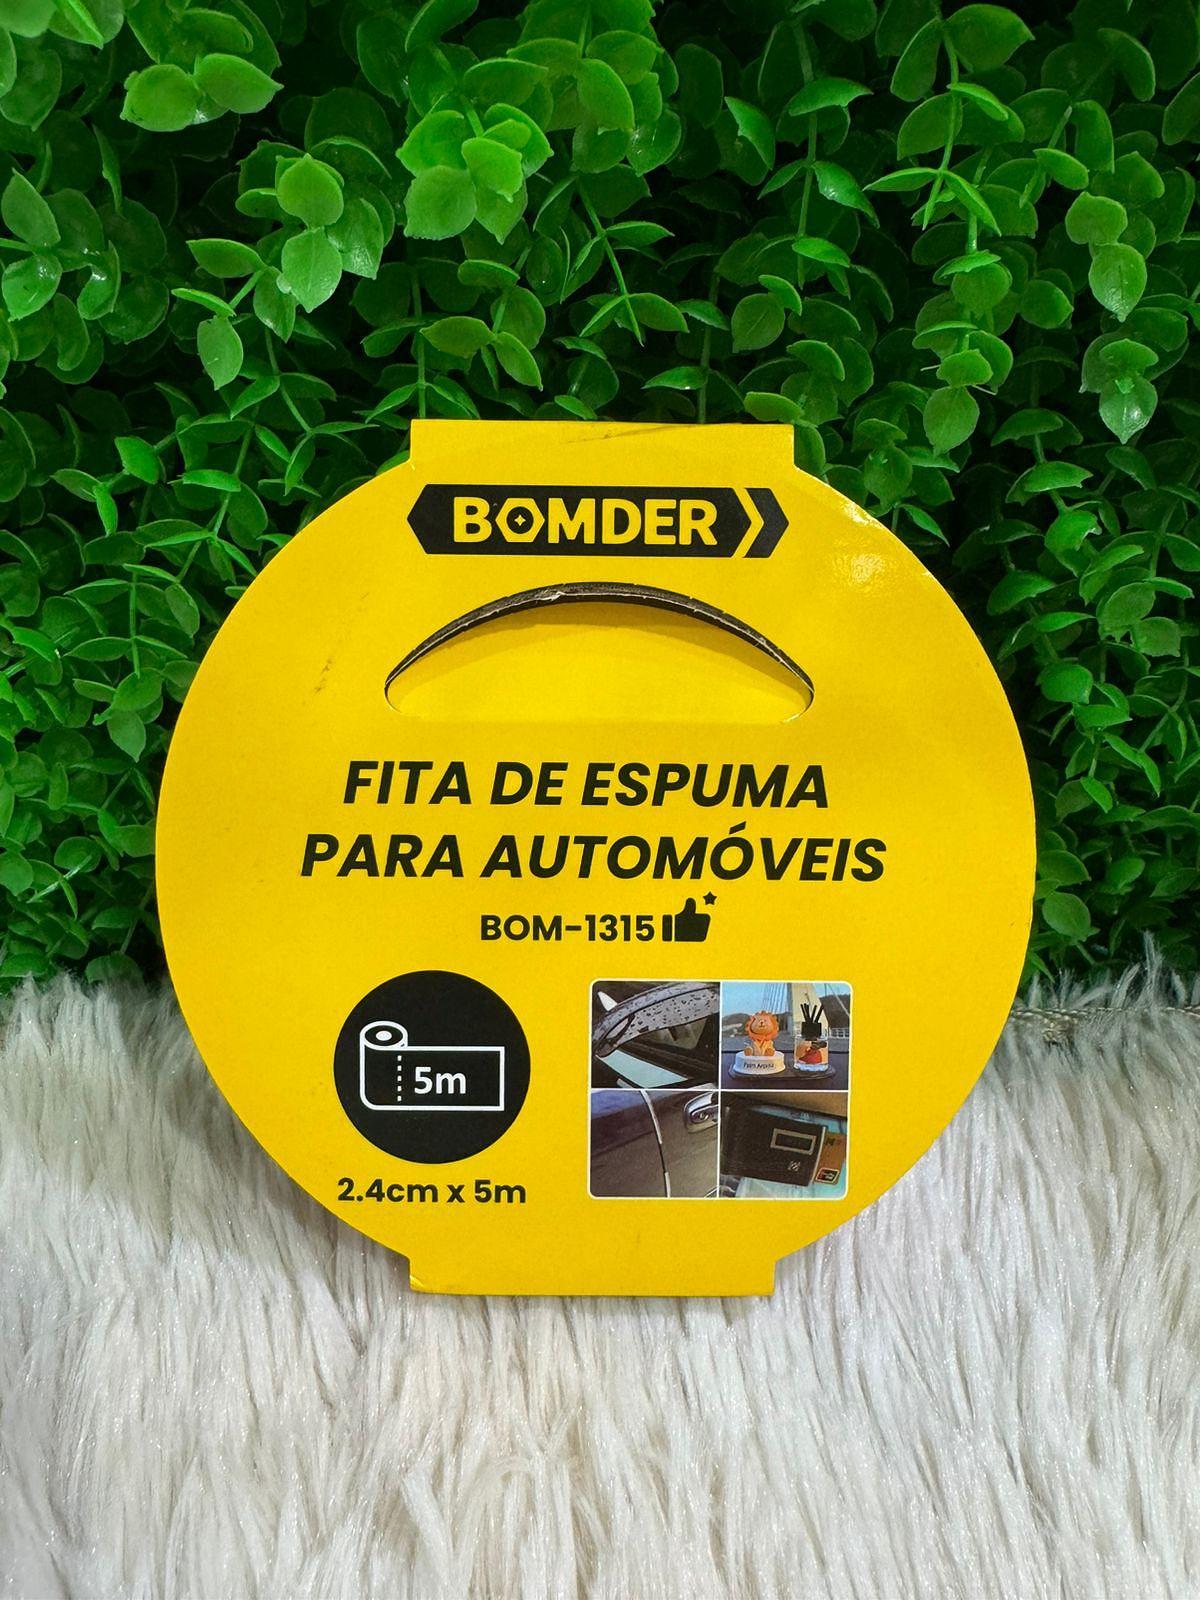 BOMDER
FITA DE ESPUMA
PARA AUTOMÓVEIS
BOM-1315
5m
2.4cm x 5m